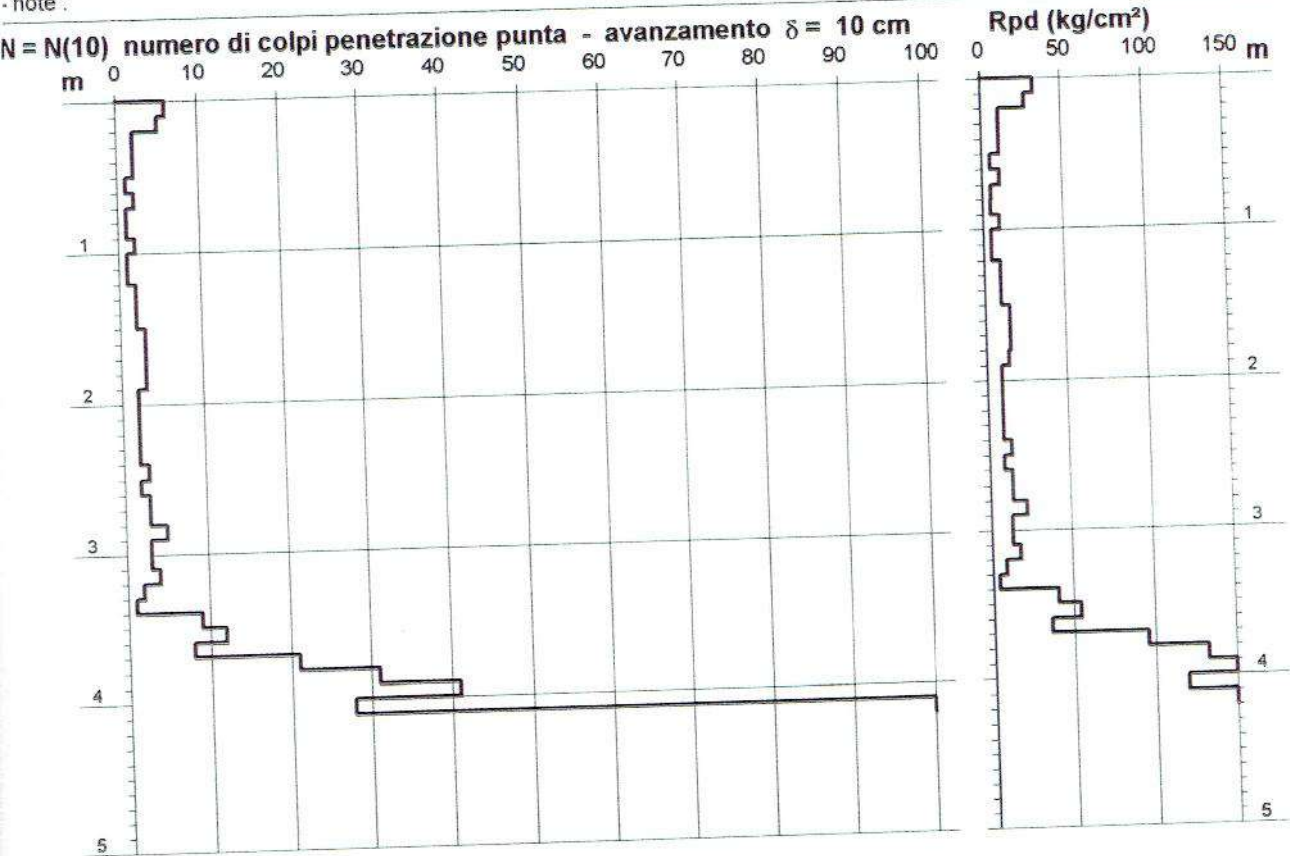 - note :
N = N(10) numero di colpi penetrazione punta - avanzamento δ = 10 cm
Rpd (kg/cm²)
m 0 10 20 30 40 50 60 70 80 90 100
0 50 100 150 m
1 1
2 2
3 3
4 4
5 5